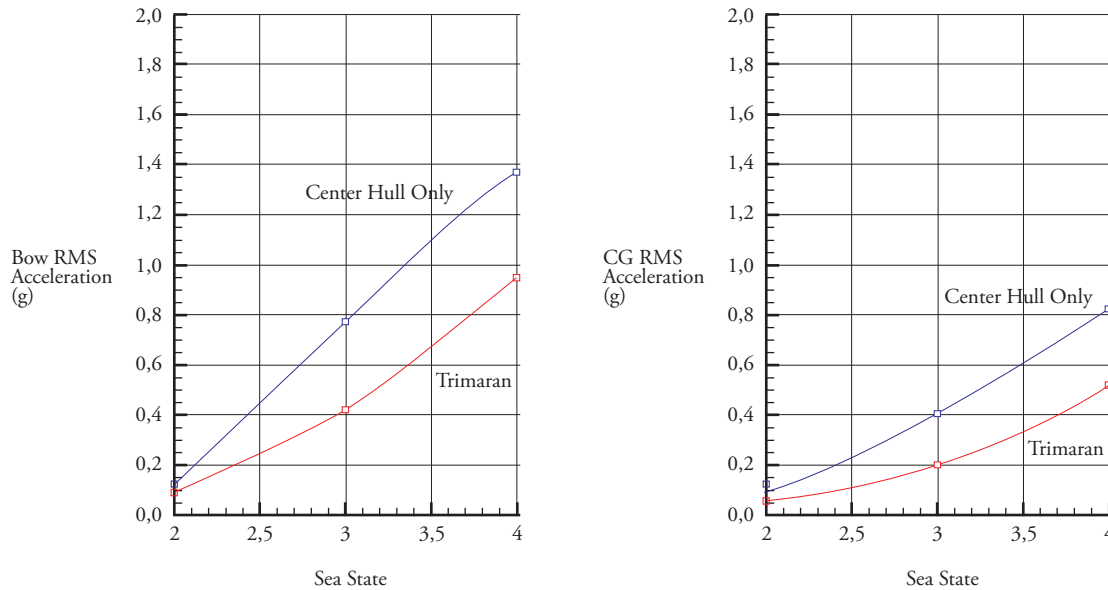 2,0
1,8
1,6
1,4
1,2
1,0
0,8
0,6
0,4
0,2
0,0
Bow RMS
Acceleration
(g)
Center Hull Only
Trimaran
2
2,5
3
3,5
4
Sea State
2,0
1,8
1,6
1,4
1,2
1,0
0,8
0,6
0,4
0,2
0,0
CG RMS
Acceleration
(g)
Center Hull Only
Trimaran
2
2,5
3
3,5
4
Sea State